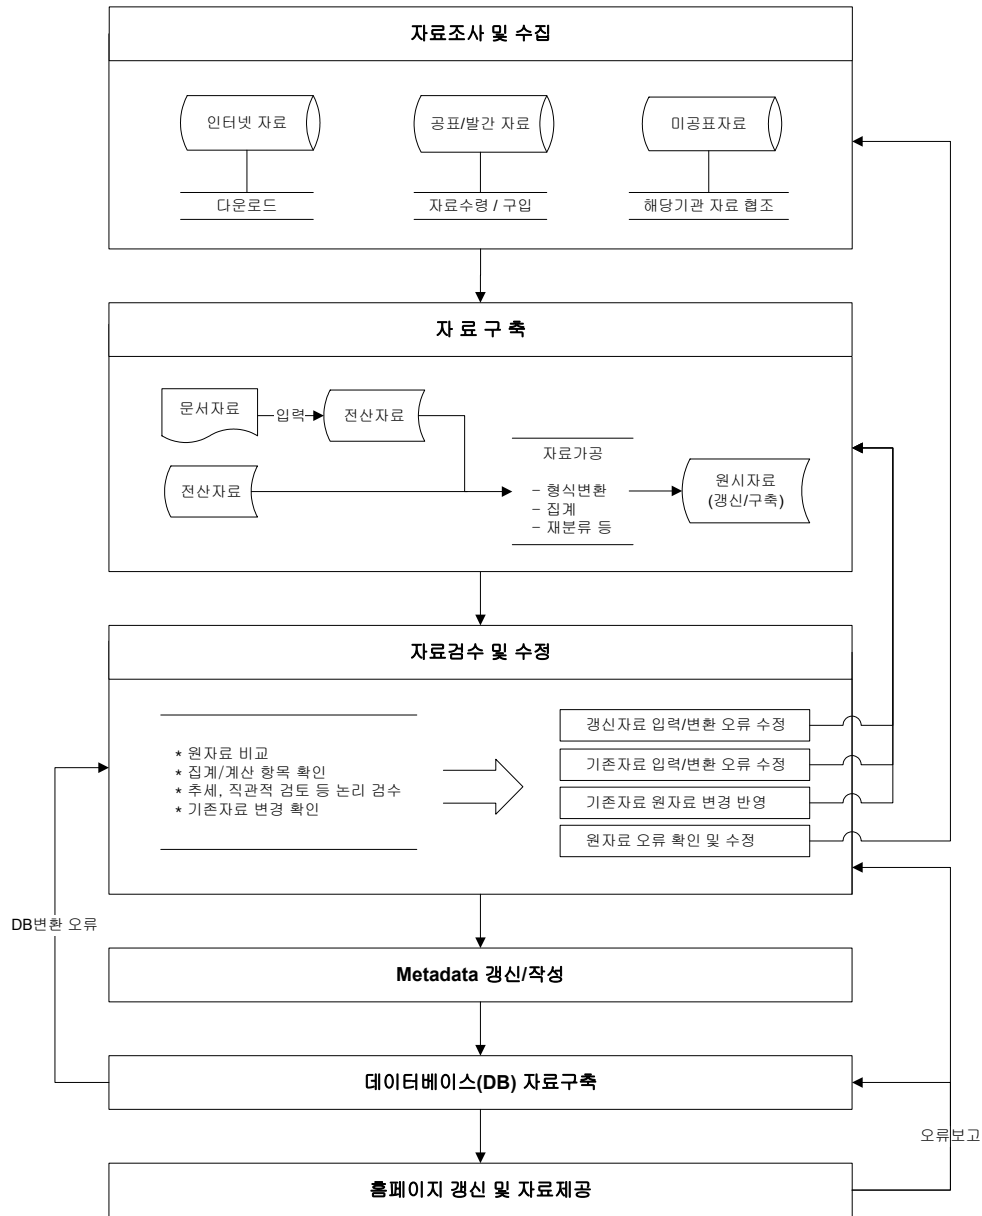 자료조사 및 수집
인터넷 자료
공표/발간 자료
미공표자료
다운로드
자료수령 / 구입
해당기관 자료 협조
자 료 구 축
문서자료
입력
전산자료
전산자료
자료가공
- 형식변환
- 집계
- 재분류 등
원시자료
(갱신/구축)
자료검수 및 수정
* 원자료 비교
* 집계/계산 항목 확인
* 추세, 직관적 검토 등 논리 검수
* 기존자료 변경 확인
갱신자료 입력/변환 오류 수정
기존자료 입력/변환 오류 수정
기존자료 원자료 변경 반영
원자료 오류 확인 및 수정
DB변환 오류
Metadata 갱신/작성
데이터베이스(DB) 자료구축
오류보고
홈페이지 갱신 및 자료제공